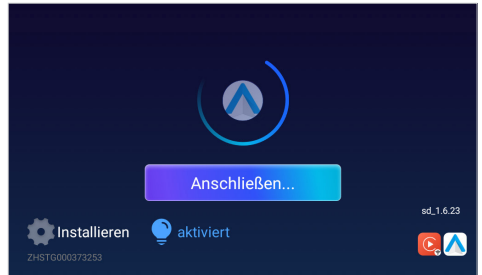 Anschließen...
sd_1.6.23
Installieren
aktiviert
ZHSTG000373253